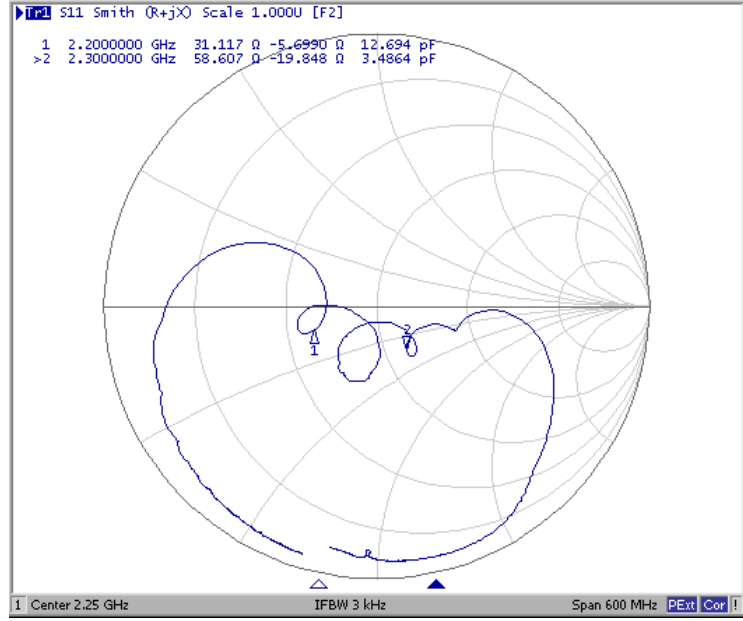 Tr1 S11 Smith (R+jX) Scale 1.000U [F2]
1 2.2000000 GHz 31.117 Ω -5.6990 Ω 12.694 pF
>2 2.3000000 GHz 58.607 Ω -19.848 Ω 3.4864 pF
2
1
1 Center 2.25 GHz IFBW 3 kHz Span 600 MHz PExt Cor !